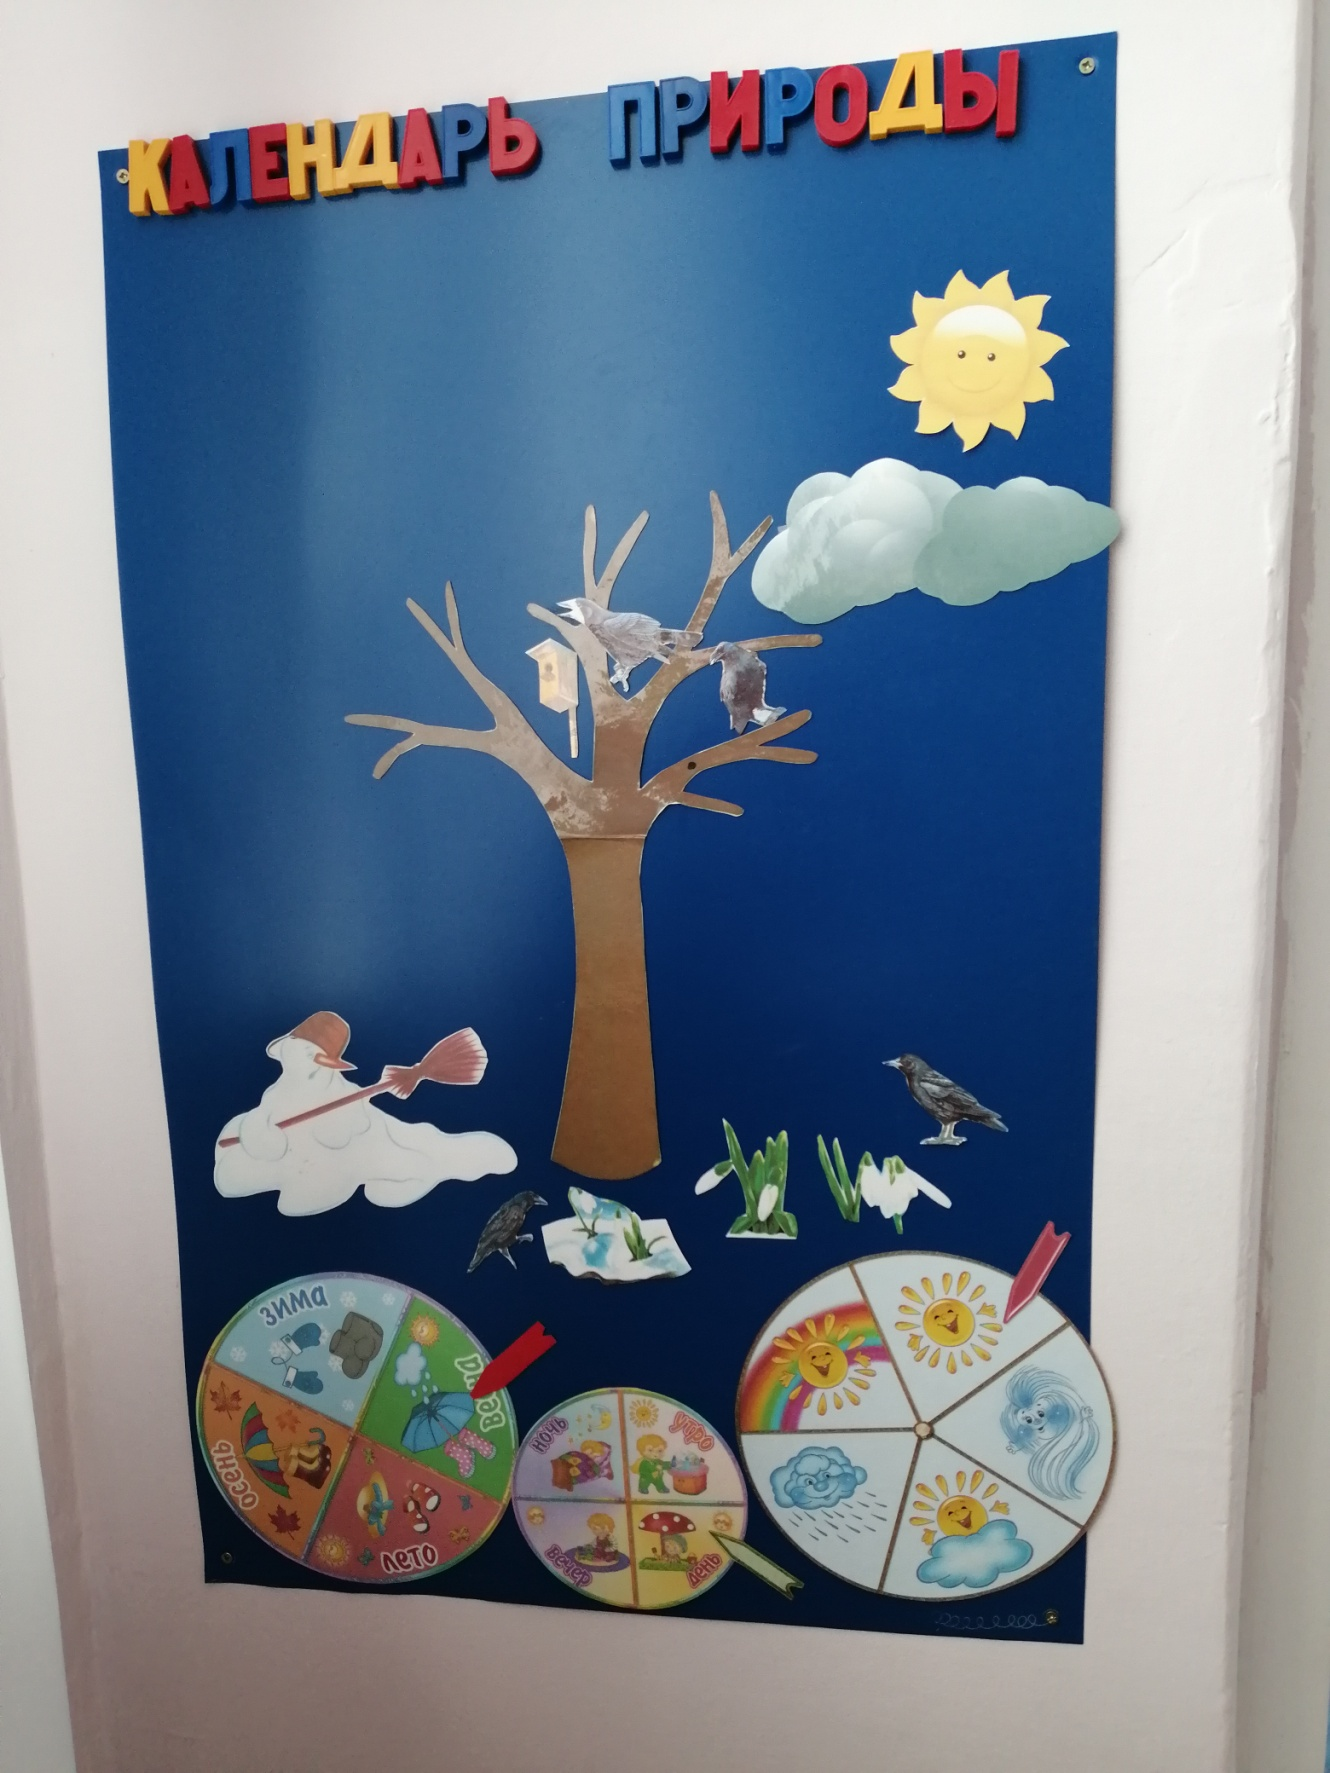 КАЛЕНДАРЬ ПРИРОДЫ
ЗИМА
ВЕСНА
ЛЕТО
ОСЕНЬ
НОЧЬ
УТРО
ДЕНЬ
ВЕЧЕР